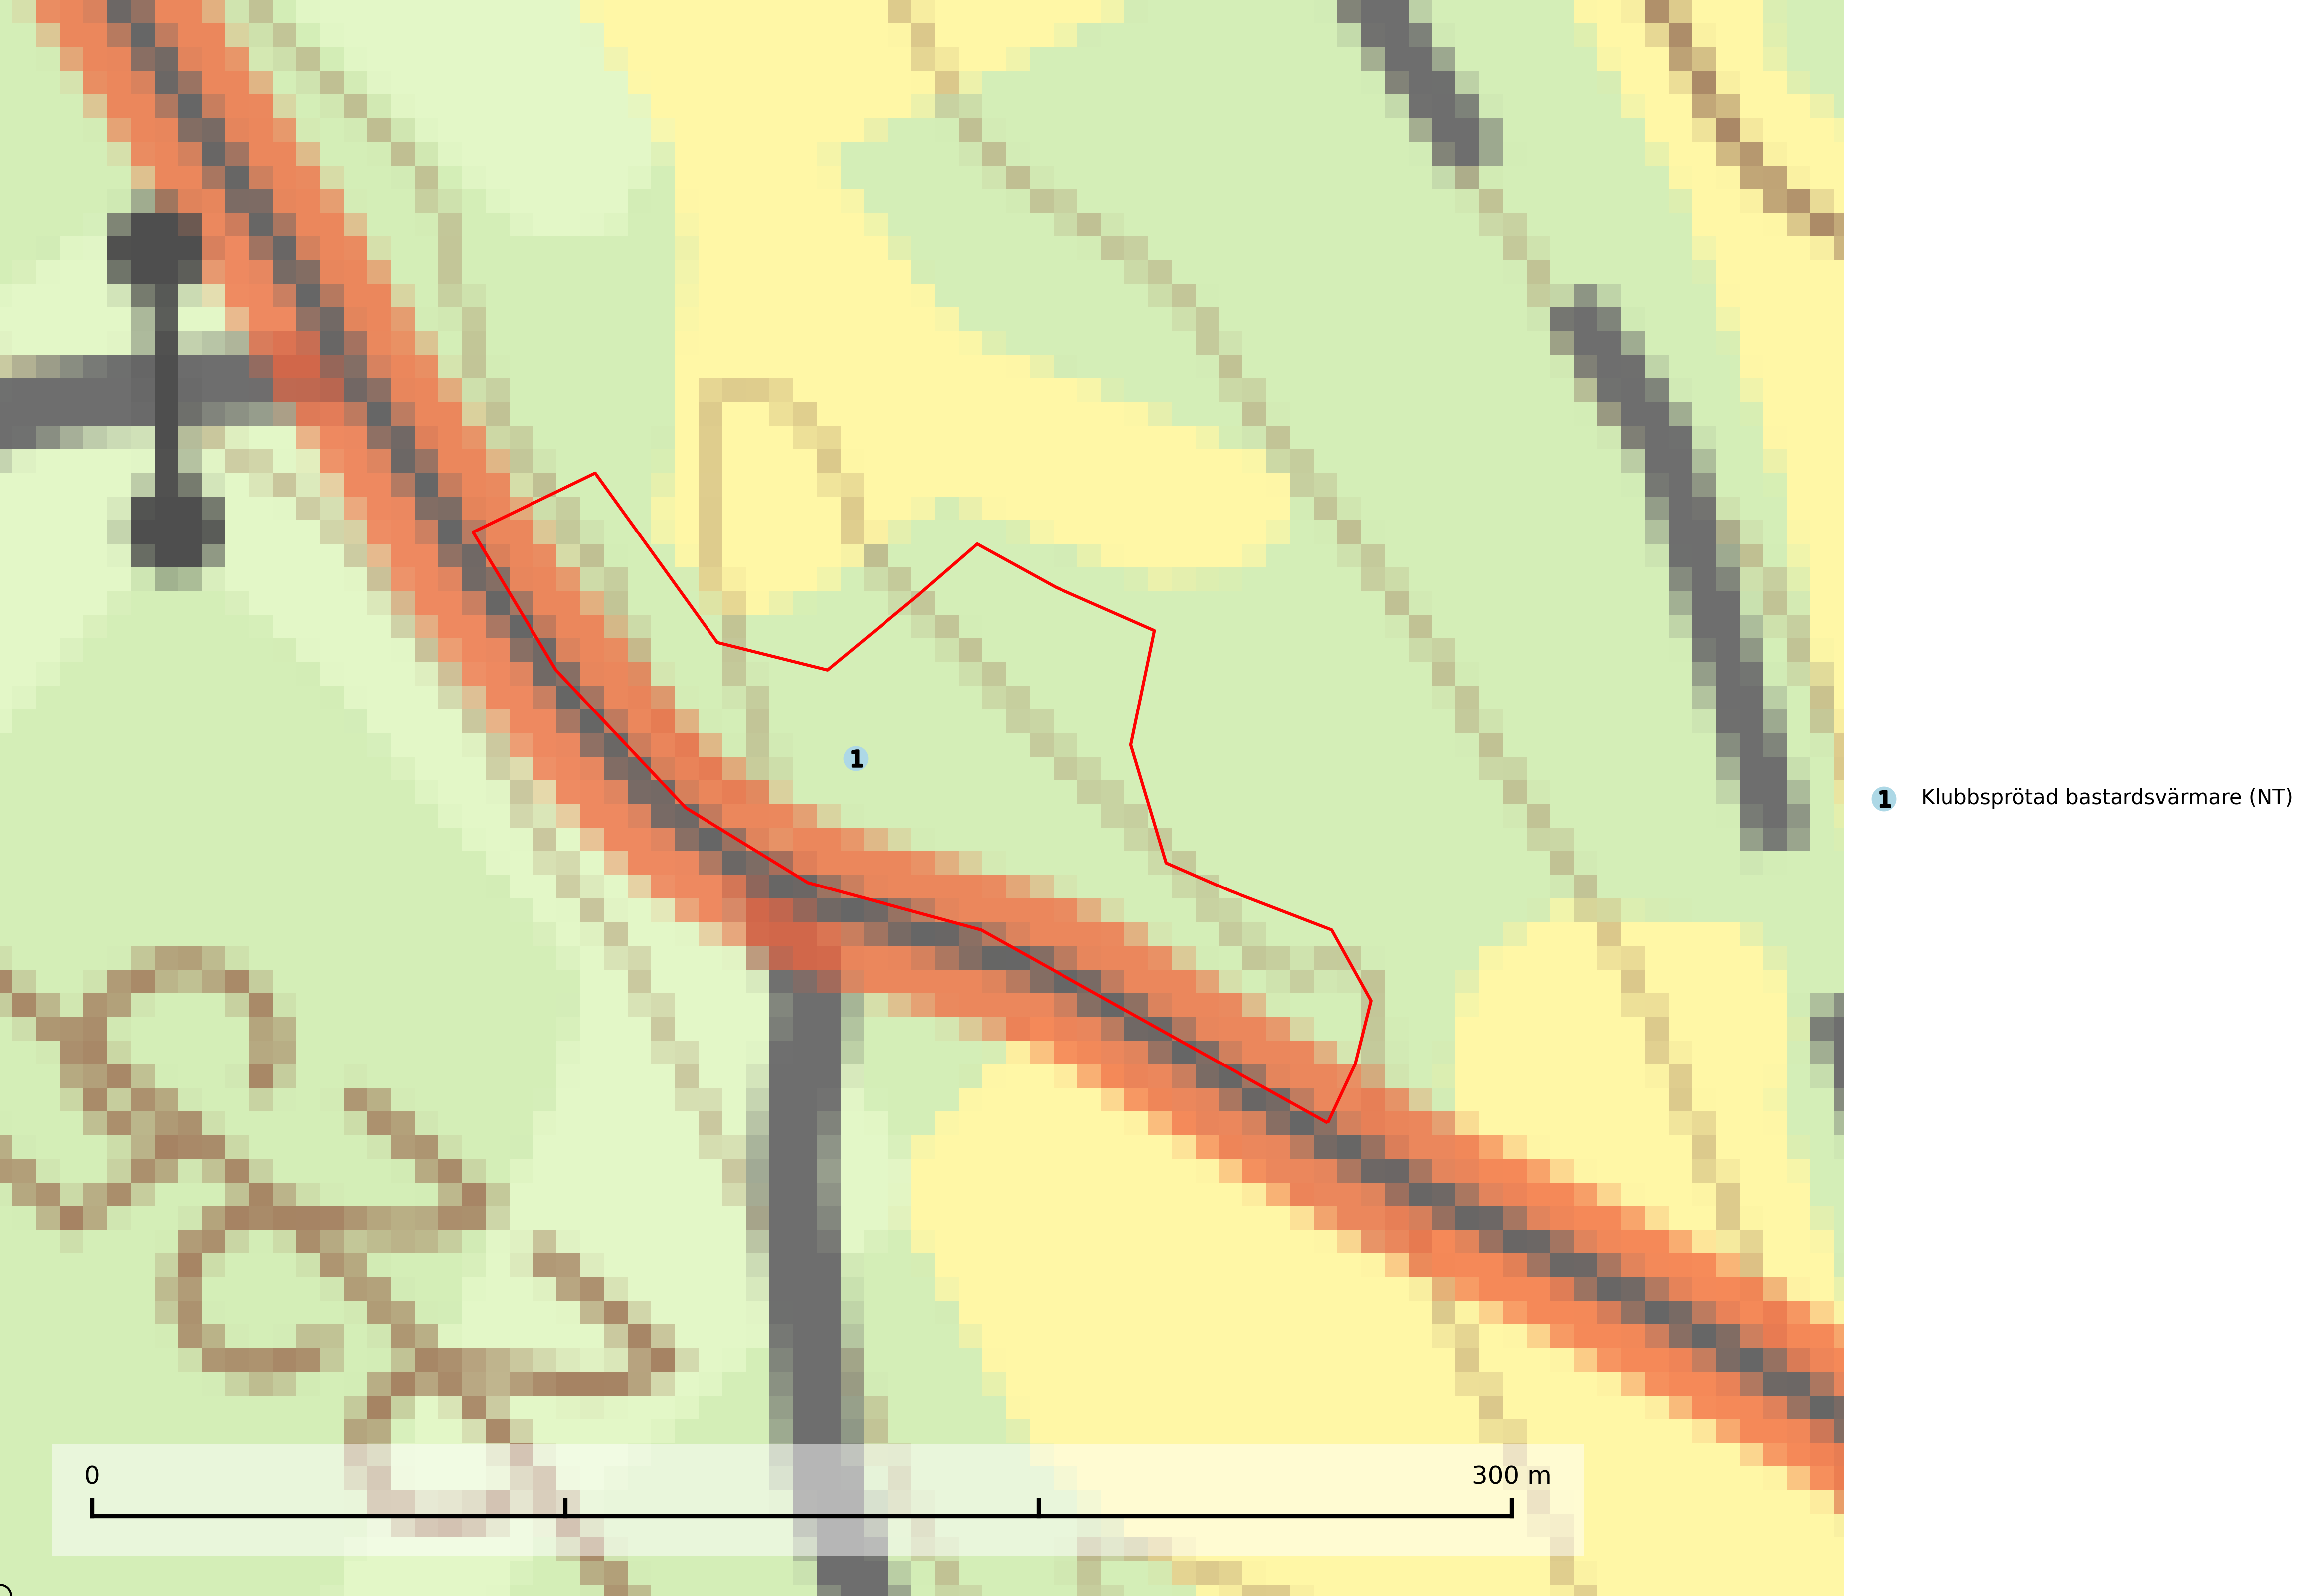 1
1 Klubbsprötad bastardsvärmare (NT)
0 300 m